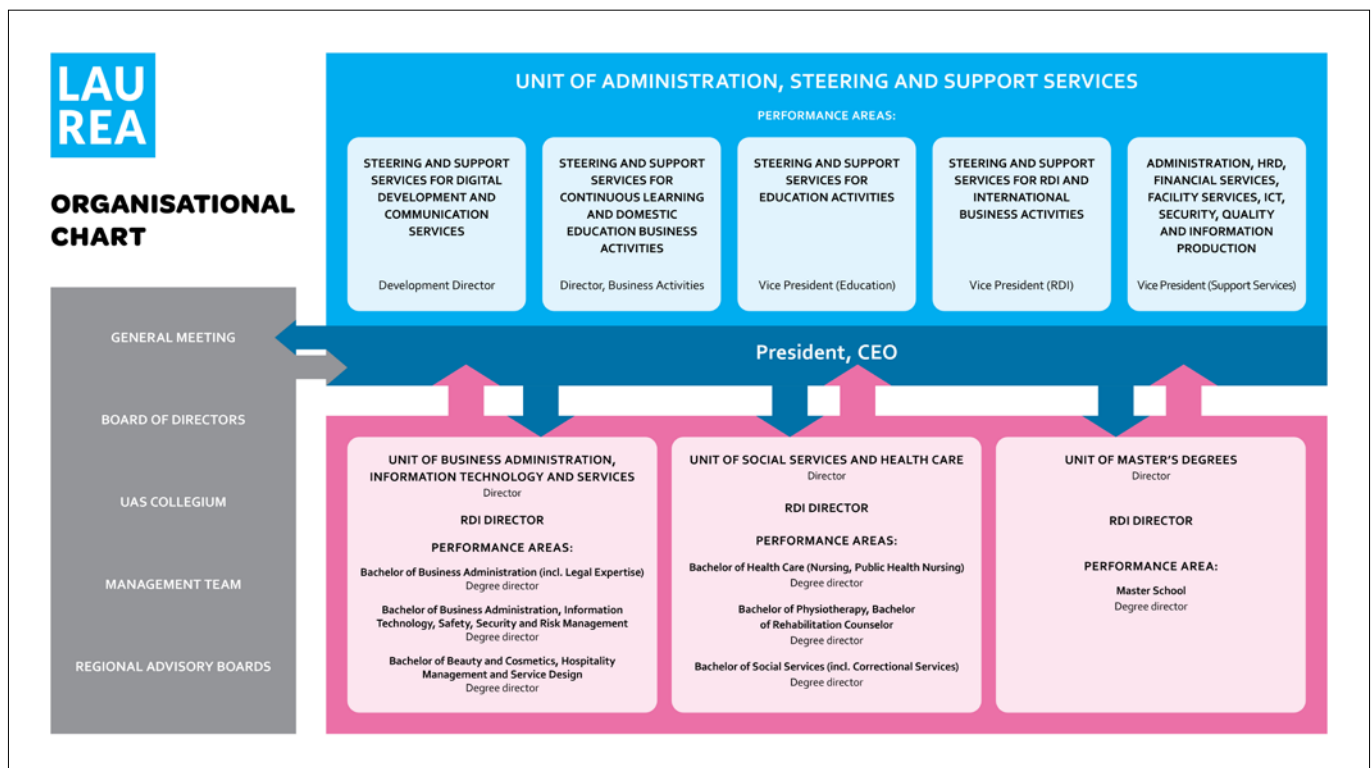 LAU
REA
ORGANISATIONAL
CHART
GENERAL MEETING
BOARD OF DIRECTORS
UAS COLLEGIUM
MANAGEMENT TEAM
REGIONAL ADVISORY BOARDS
UNIT OF ADMINISTRATION, STEERING AND SUPPORT SERVICES
PERFORMANCE AREAS:
STEERING AND SUPPORT
SERVICES FOR DIGITAL
DEVELOPMENT AND
COMMUNICATION
SERVICES
Development Director
STEERING AND SUPPORT
SERVICES FOR
CONTINUOUS LEARNING
AND DOMESTIC
EDUCATION BUSINESS
ACTIVITIES
Director, Business Activities
STEERING AND SUPPORT
SERVICES FOR
EDUCATION ACTIVITIES
Vice President (Education)
STEERING AND SUPPORT
SERVICES FOR RDI AND
INTERNATIONAL
BUSINESS ACTIVITIES
Vice President (RDI)
ADMINISTRATION, HRD,
FINANCIAL SERVICES,
FACILITY SERVICES, ICT,
SECURITY, QUALITY
AND INFORMATION
PRODUCTION
Vice President (Support Services)
President, CEO
UNIT OF BUSINESS ADMINISTRATION,
INFORMATION TECHNOLOGY AND SERVICES
Director
RDI DIRECTOR
PERFORMANCE AREAS:
Bachelor of Business Administration (incl. Legal Expertise)
Degree director
Bachelor of Business Administration, Information
Technology, Safety, Security and Risk Management
Degree director
Bachelor of Beauty and Cosmetics, Hospitality
Management and Service Design
Degree director
UNIT OF SOCIAL SERVICES AND HEALTH CARE
Director
RDI DIRECTOR
PERFORMANCE AREAS:
Bachelor of Health Care (Nursing, Public Health Nursing)
Degree director
Bachelor of Physiotherapy, Bachelor
of Rehabilitation Counselor
Degree director
Bachelor of Social Services (incl. Correctional Services)
Degree director
UNIT OF MASTER'S DEGREES
Director
RDI DIRECTOR
PERFORMANCE AREA:
Master School
Degree director